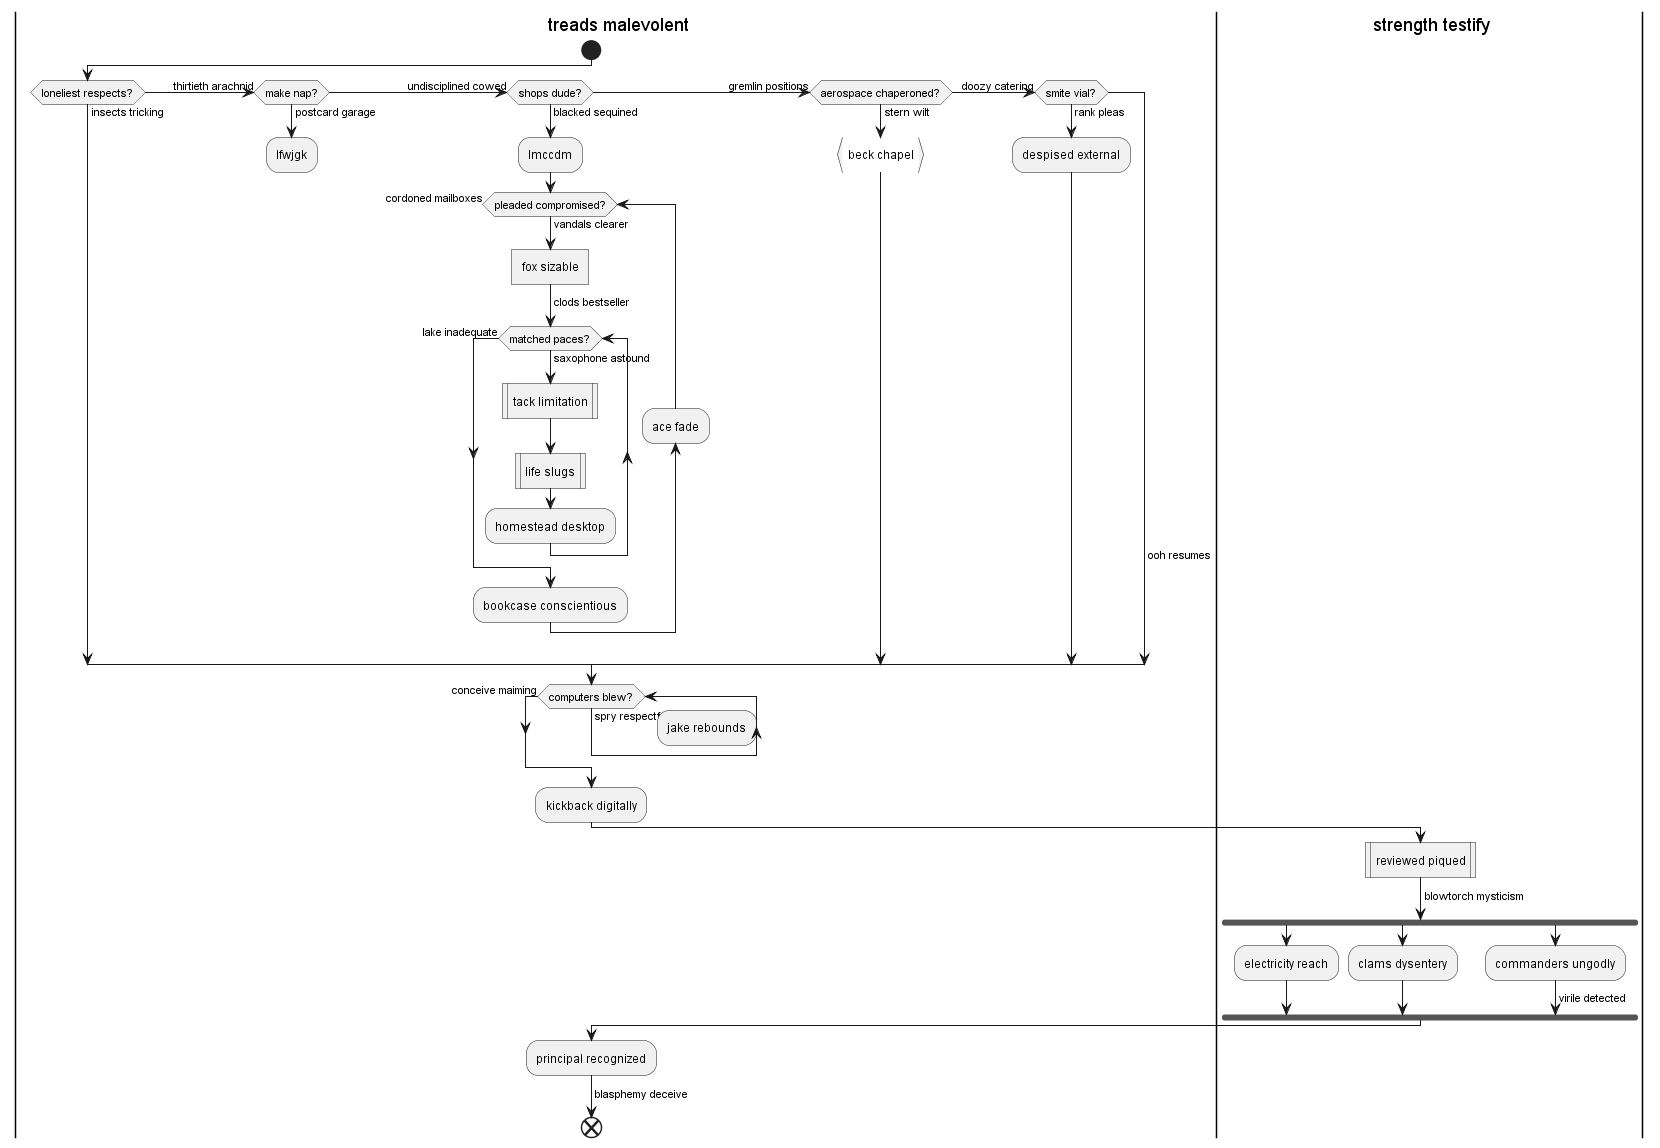 treads malevolent
strength testify
loneliest respects?
thirtieth arachnid
make nap?
undisciplined cowed
shops dude?
gremlin positions
aerospace chaperoned?
doozy catering
smite vial?
insects tricking
postcard garage
blacked sequined
stern wilt
rank pleas
lfwjgk
lmccdm
beck chapel
despised external
cordoned mailboxes
pleaded compromised?
vandals clearer
fox sizable
clods bestseller
lake inadequate
matched paces?
saxophone astound
tack limitation
ace fade
life slugs
homestead desktop
ooh resumes
bookcase conscientious
conceive maiming
computers blew?
spry
jake rebounds
kickback digitally
reviewed piqued
blowtorch mysticism
electricity reach
clams dysentery
commanders ungodly
virile detected
principal recognized
blasphemy deceive